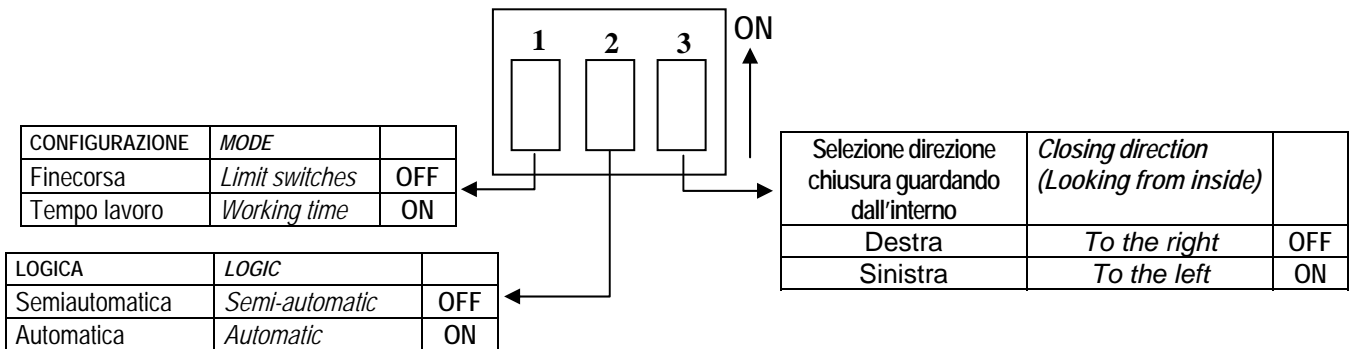 1 2 3 ON
CONFIGURAZIONE MODE
Finecorsa Limit switches OFF
Tempo lavoro Working time ON
LOGICA LOGIC
Semiautomatica Semi-automatic OFF
Automatica Automatic ON
Selezione direzione chiusura guardando dall'interno Closing direction (Looking from inside)
Destra To the right OFF
Sinistra To the left ON